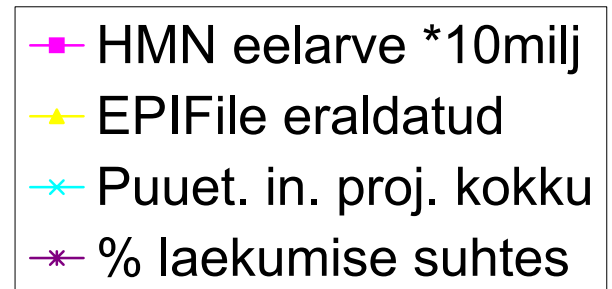 HMN eelarve *10milj
EPIFile eraldatud
Puuet. in. proj. kokku
% laekumise suhtes